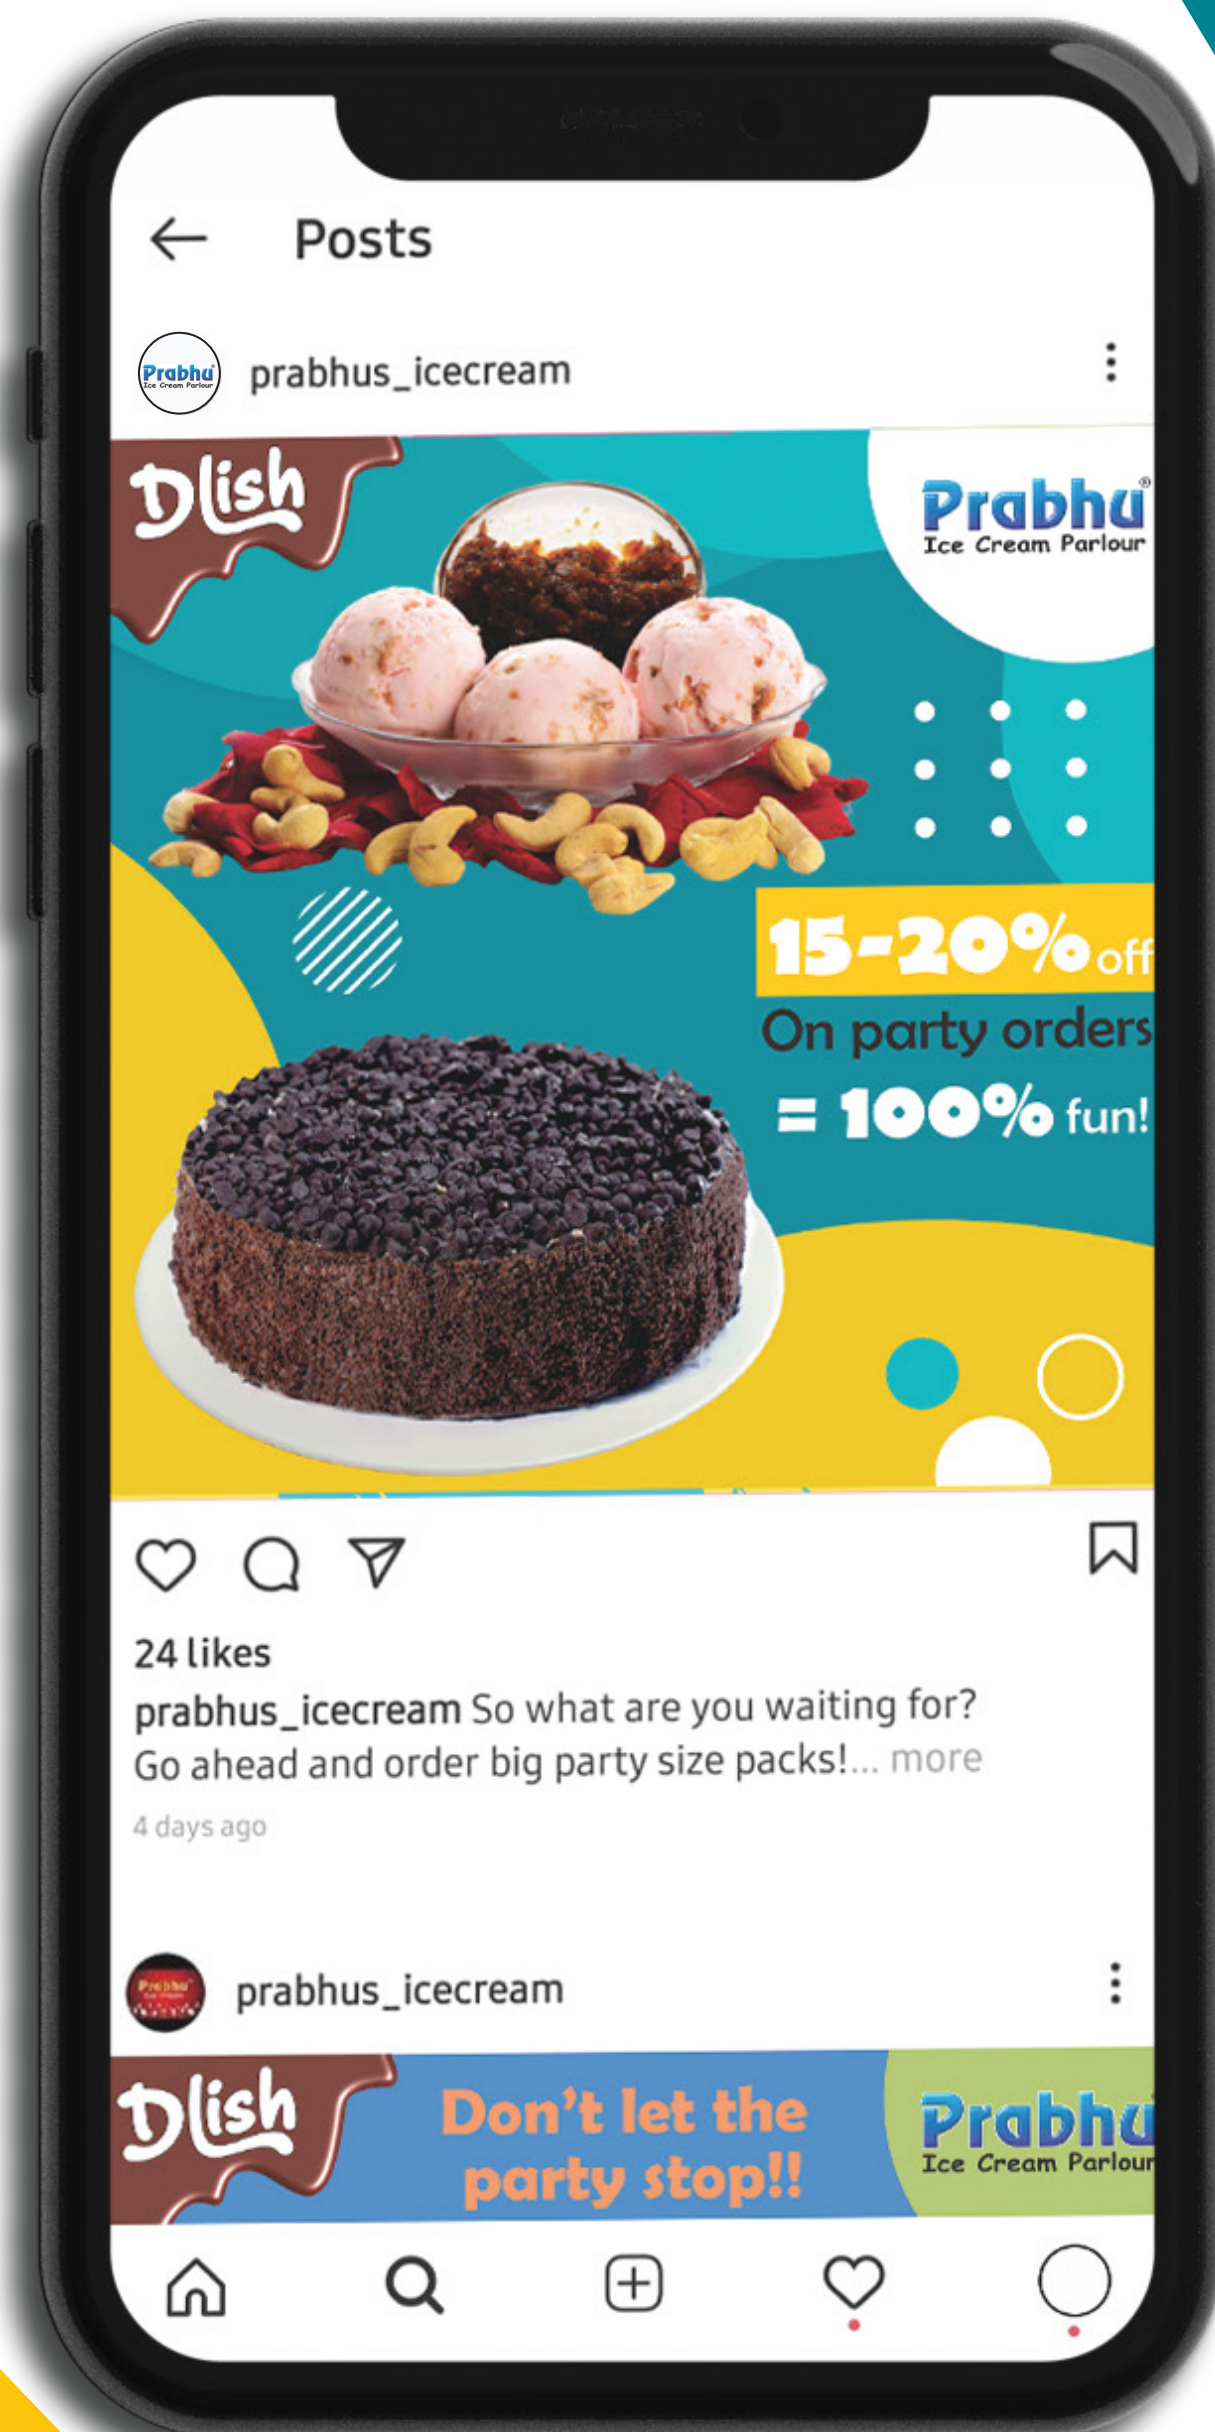 Posts
Prabhu
Ice Cream Parlour
prabhus_icecream
Dlish
Prabhu®
Ice Cream Parlour
15-20% off
On party orders
= 100% fun!
24 likes
prabhus_icecream So what are you waiting for?
Go ahead and order big party size packs!... more
4 days ago
Prabhu
prabhus_icecream
Dlish
Don't let the
party stop!!
Prabhu
Ice Cream Parlour